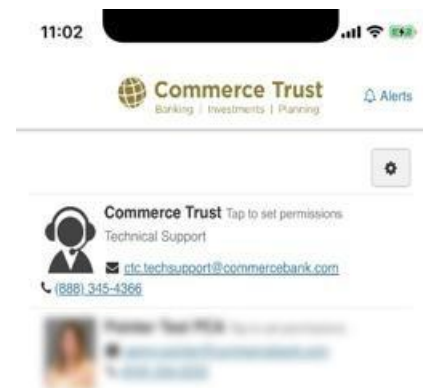 11:02
Commerce Trust
Banking | Investments | Planning
Alerts
Commerce Trust Tap to set permissions
Technical Support
ctc.techsupport@commercebank.com
(888) 345-4366